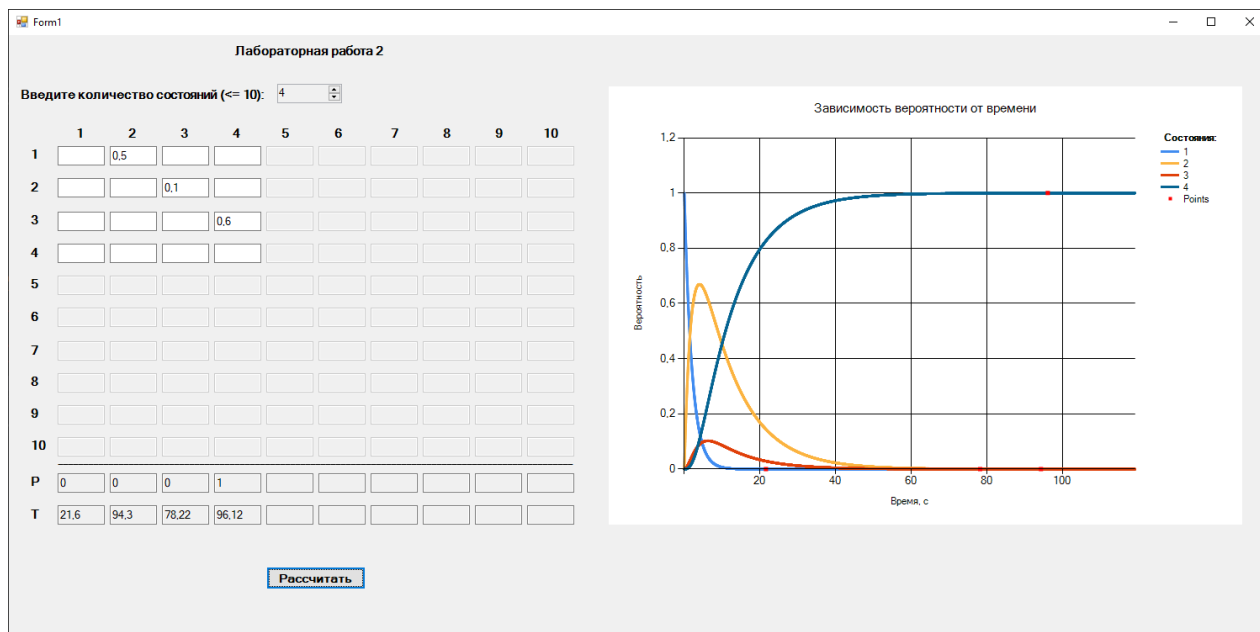 Form1
Лабораторная работа 2
Введите количество состояний (<= 10): 4
1 2 3 4 5 6 7 8 9 10
1 0,5
2 0,1
3 0,6
4
5
6
7
8
9
10
P 0 0 0 1
T 21,6 94,3 78,22 96,12
Рассчитать
Зависимость вероятности от времени
Вероятность
1,2
1
0,8
0,6
0,4
0,2
0
20 40 60 80 100
Время, с
Состояния:
1
2
3
4
Points